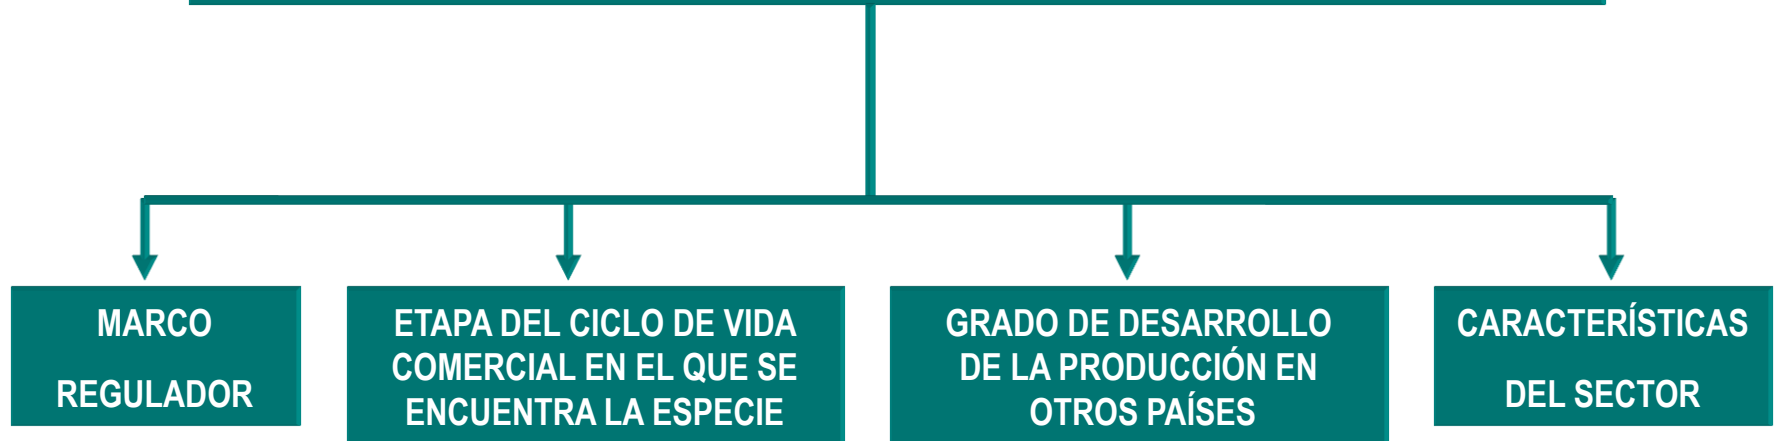 MARCO
REGULADOR
ETAPA DEL CICLO DE VIDA
COMERCIAL EN EL QUE SE
ENCUENTRA LA ESPECIE
GRADO DE DESARROLLO
DE LA PRODUCCIÓN EN
OTROS PAÍSES
CARACTERÍSTICAS
DEL SECTOR